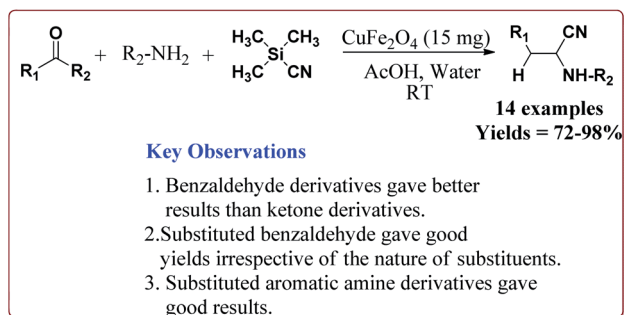 O
R₁ R₂ + R₂-NH₂ + H₃C CH₃ Si H₃C CN
CuFe₂O₄ (15 mg)
AcOH, Water
RT
R₁ CN
H NH-R₂
14 examples
Yields = 72-98%
Key Observations
1. Benzaldehyde derivatives gave better
results than ketone derivatives.
2.Substituted benzaldehyde gave good
yields irrespective of the nature of substituents.
3. Substituted aromatic amine derivatives gave
good results.